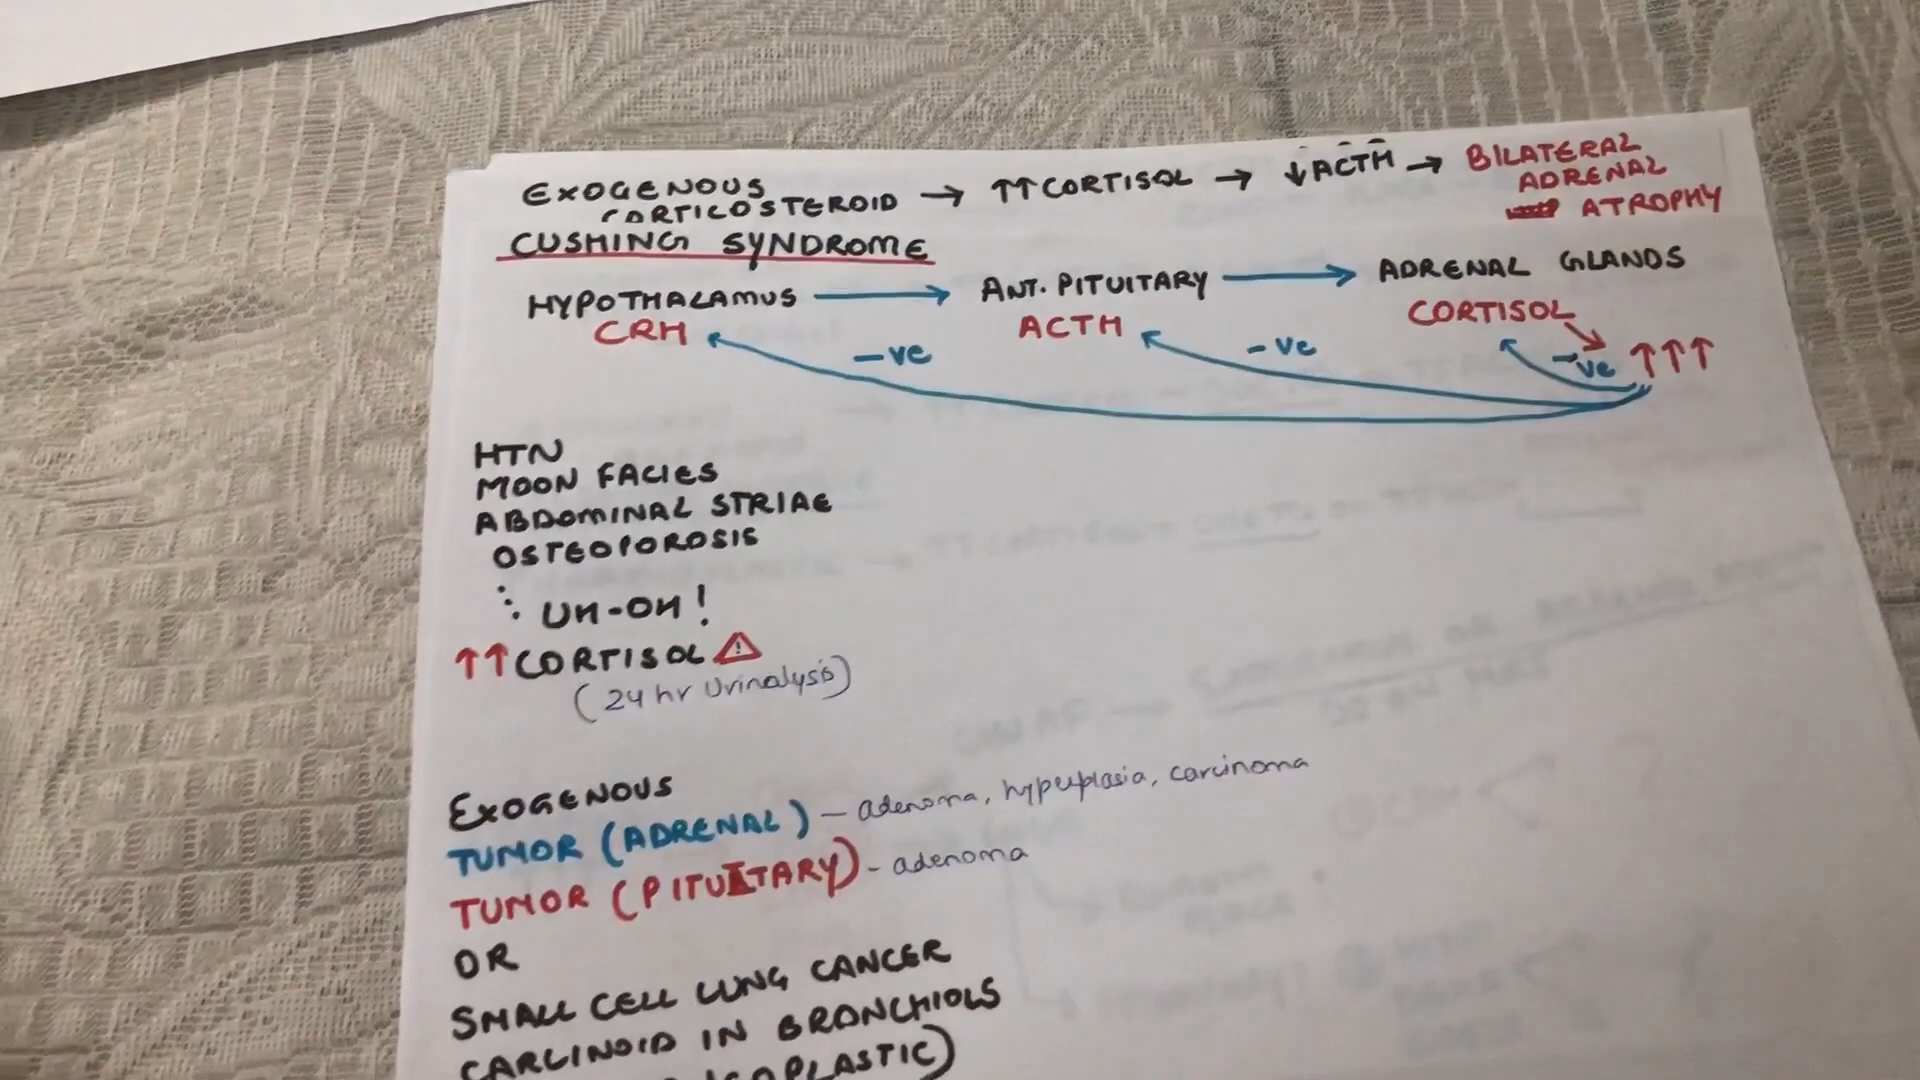 EXOGENOUS CORTICOSTEROID → ↑↑CORTISOL → ↓ACTH → BILATERAL ADRENAL ATROPHY
CUSHING SYNDROME
HYPOTHALAMUS → ANT. PITUITARY → ADRENAL GLANDS
CRH ACTH CORTISOL
-ve -ve -ve ↑↑↑
HTN
MOON FACIES
ABDOMINAL STRIAE
OSTEOPOROSIS
UH-OH!
↑↑CORTISOL
(24 hr Urinalysis)
EXOGENOUS
TUMOR (ADRENAL) - adenoma, hyperplasia, carcinoma
TUMOR (PITUITARY) - adenoma
OR
SMALL CELL LUNG CANCER
CARCINOID IN BRONCHIOLS